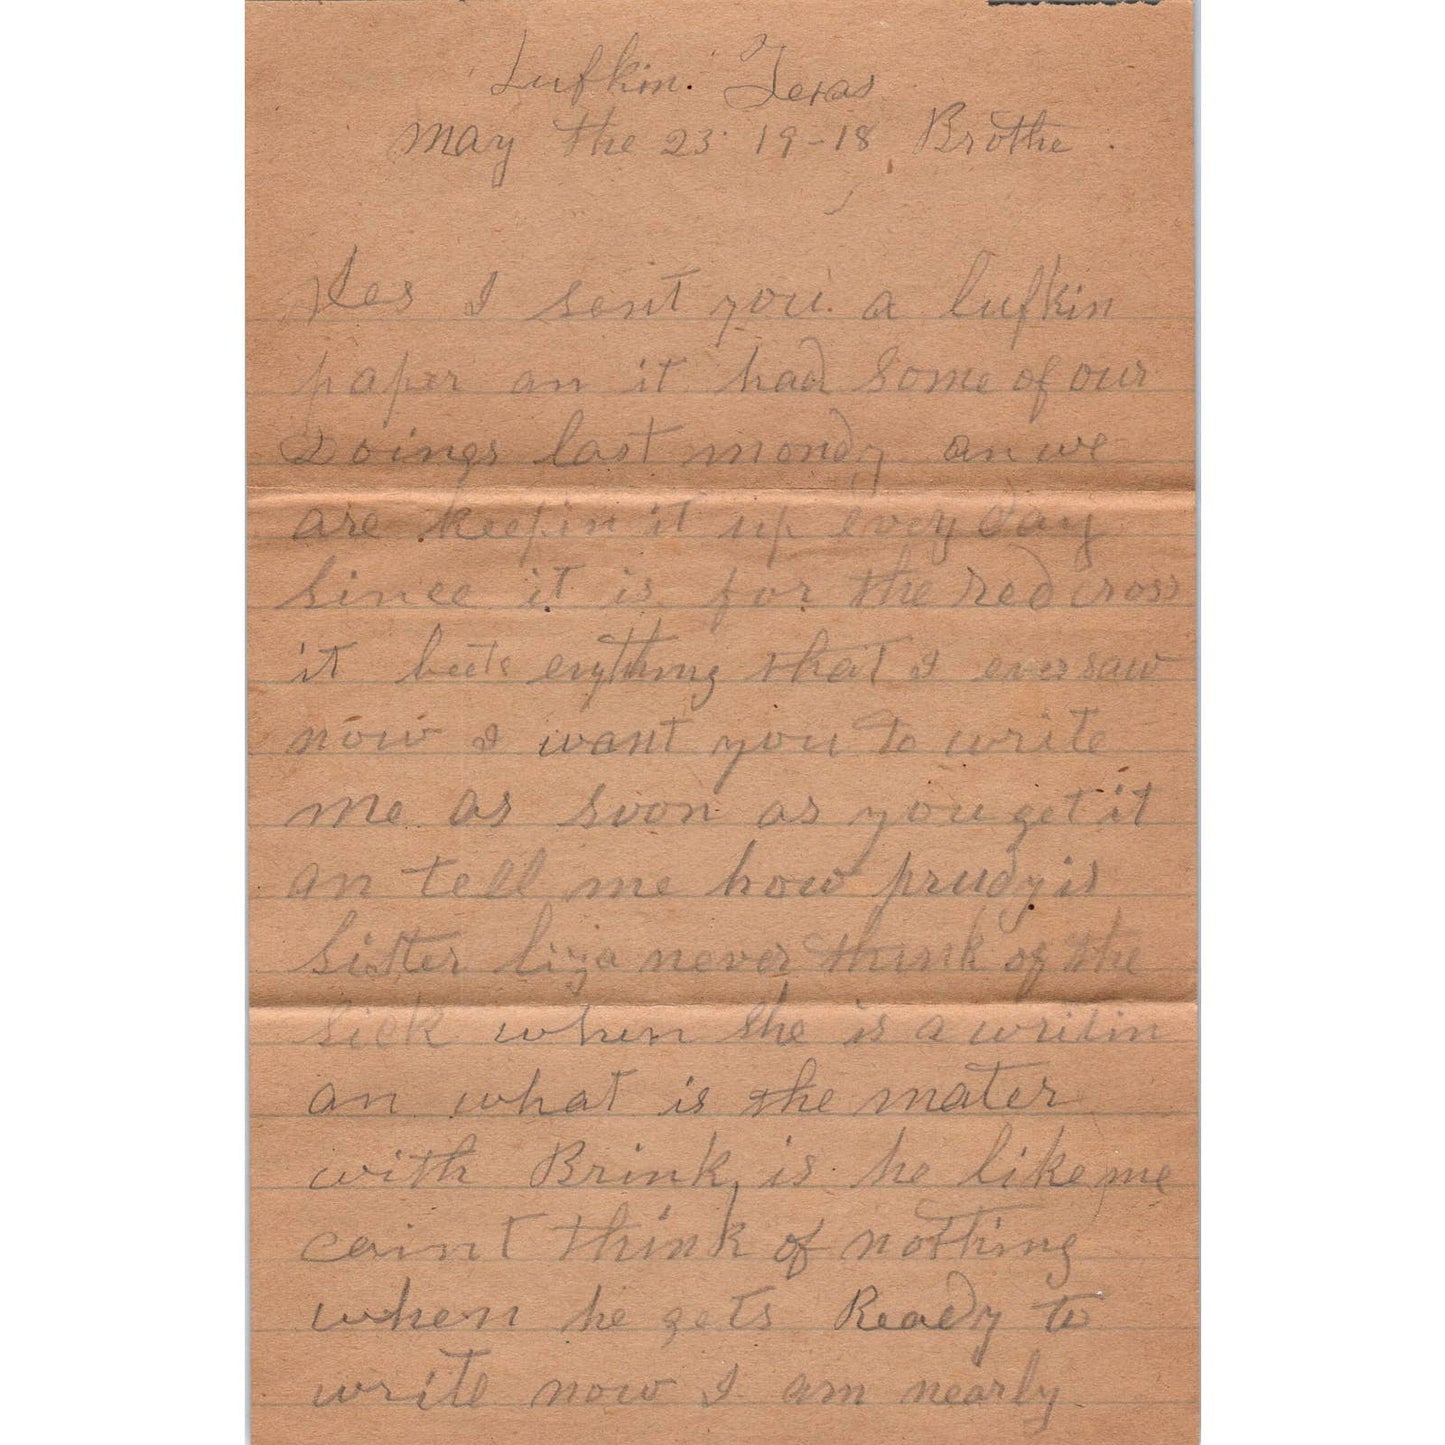 Lufkin. Texas
May the 23 19-18, Brothe.
Yes I sent you. a lufkin
paper an it had some of our
Doings last mondy an we
are keepin it up evry day
since it is for the red cross
it beets erything that I ever saw
now I want you to write
me as soon as you get it
an tell me how prudy is
sister liza never think of the
sick when she is a writin
an what is the mater
with Brink, is he like me
cain't think of nothing
when he gets Ready to
write now I am nearly